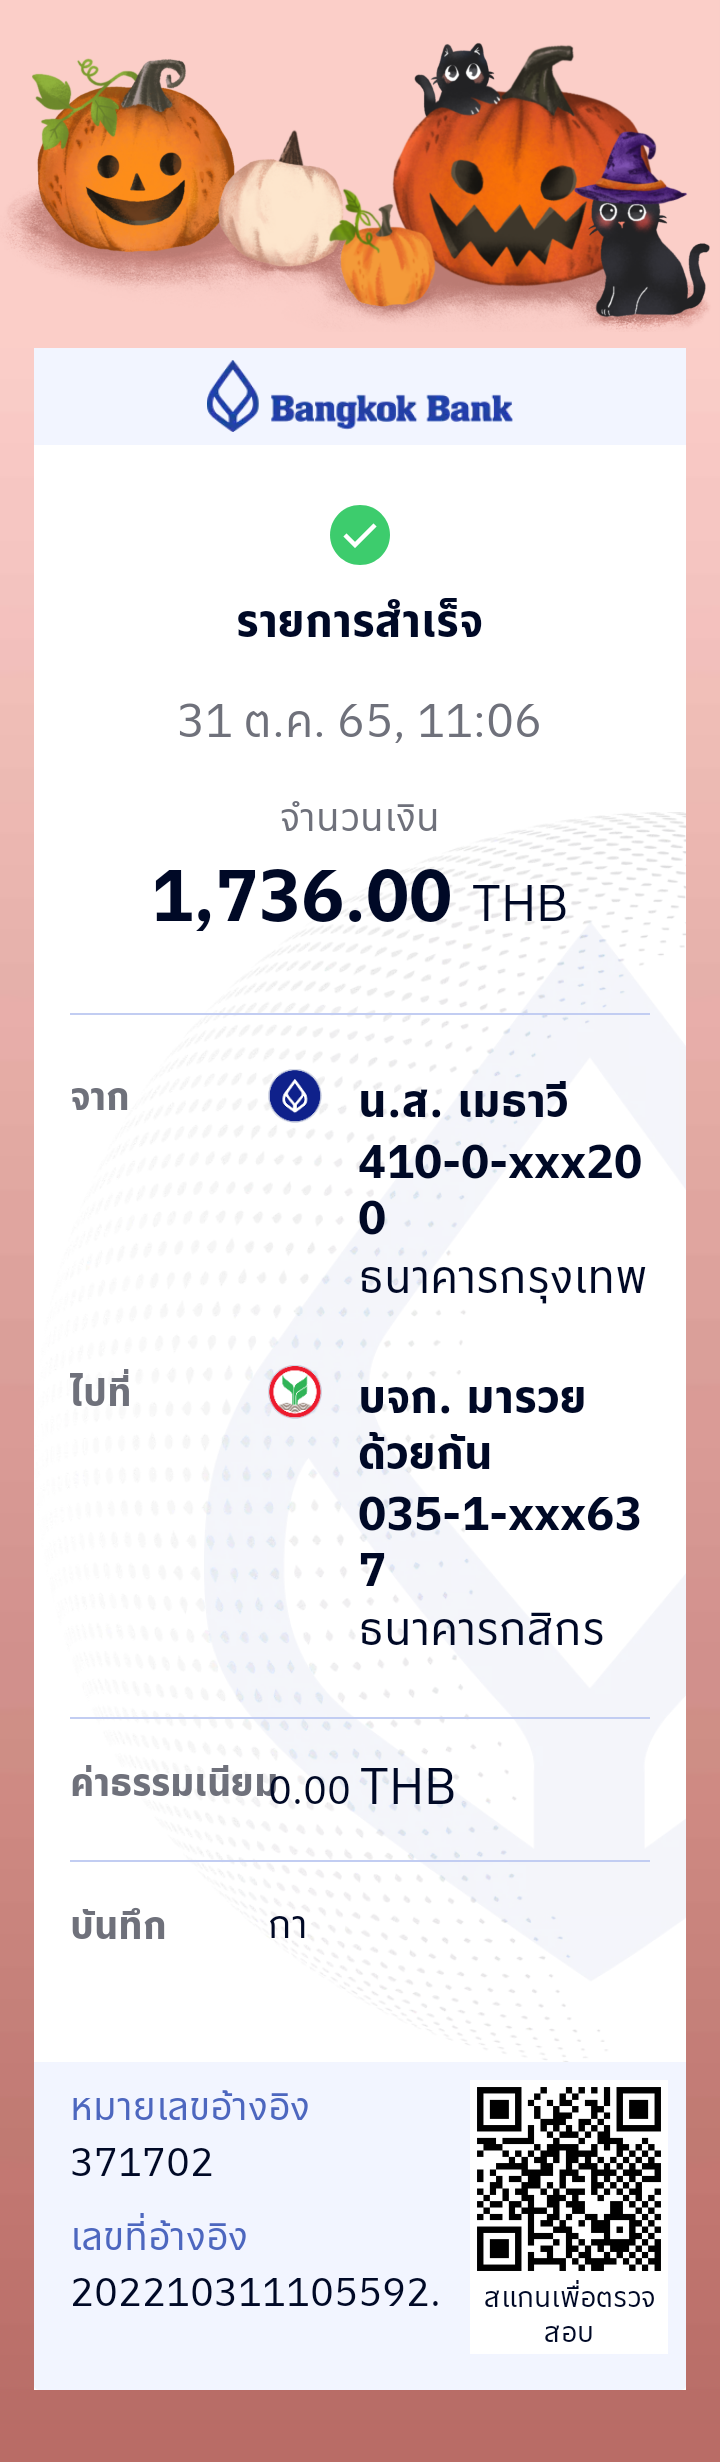 Bangkok Bank
รายการสำเร็จ
31 ต.ค. 65, 11:06
จำนวนเงิน
1,736.00 THB
จาก
น.ส. เมธาวี
410-0-xxx20
0
ธนาคารกรุงเทพ
ไปที่
บจก. มารวย
ด้วยกัน
035-1-xxx63
7
ธนาคารกสิกร
ค่าธรรมเนียม 0.00 THB
บันทึก กา
หมายเลขอ้างอิง
371702
เลขที่อ้างอิง
202210311105592.
สแกนเพื่อตรวจ
สอบ